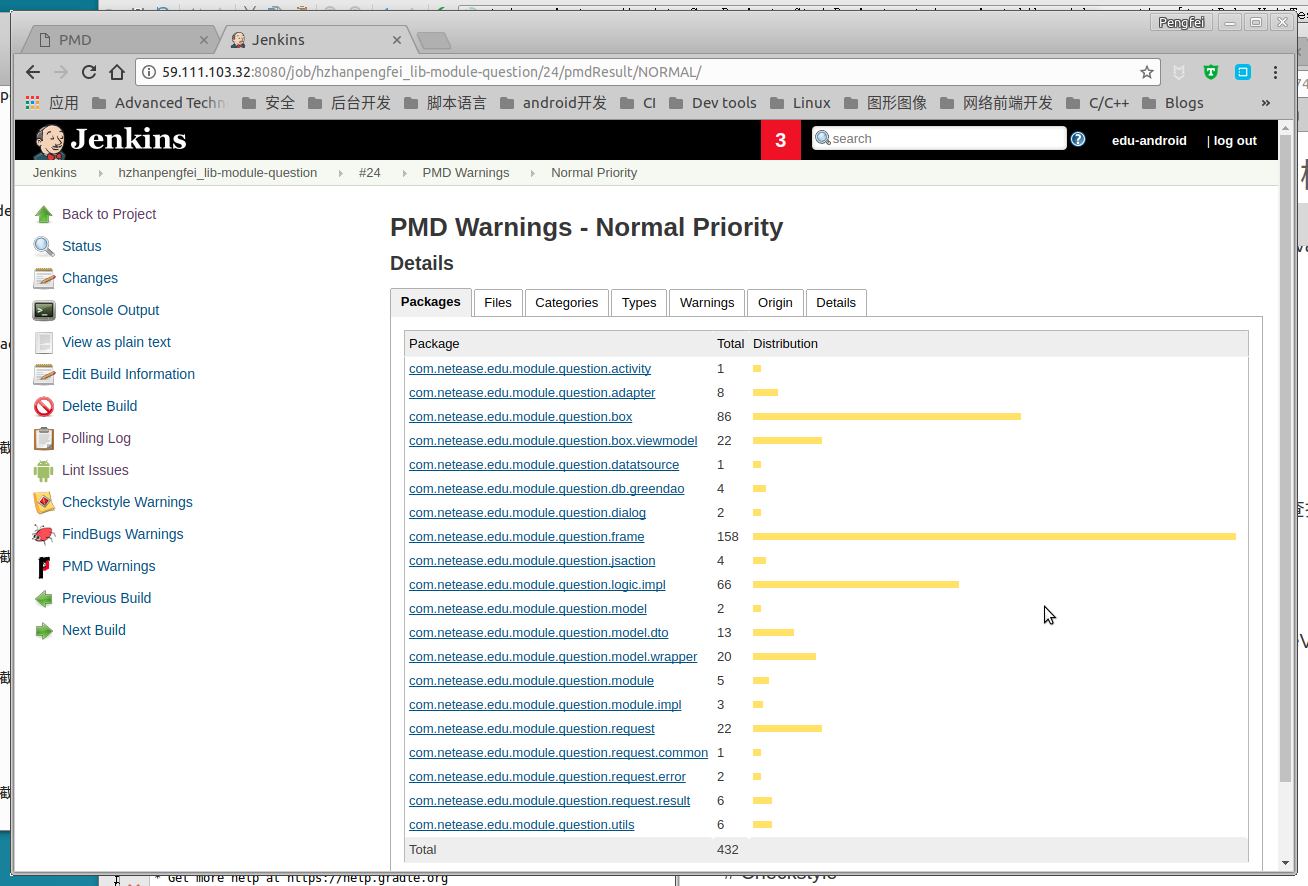 Pengfei
PMD
Jenkins
59.111.103.32:8080/job/hzhanpengfei_lib-module-question/24/pmdResult/NORMAL/
应用 Advanced Techn 安全 后台开发 脚本语言 android开发 CI Dev tools Linux 图形图像 网络前端开发 C/C++ Blogs »
Jenkins 3 search ? edu-android | log out
Jenkins hzhanpengfei_lib-module-question #24 PMD Warnings Normal Priority
Back to Project
Status
Changes
Console Output
View as plain text
Edit Build Information
Delete Build
Polling Log
Lint Issues
Checkstyle Warnings
FindBugs Warnings
PMD Warnings
Previous Build
Next Build
PMD Warnings - Normal Priority
Details
Packages Files Categories Types Warnings Origin Details
Package Total Distribution
com.netease.edu.module.question.activity 1
com.netease.edu.module.question.adapter 8
com.netease.edu.module.question.box 86
com.netease.edu.module.question.box.viewmodel 22
com.netease.edu.module.question.datatsource 1
com.netease.edu.module.question.db.greendao 4
com.netease.edu.module.question.dialog 2
com.netease.edu.module.question.frame 158
com.netease.edu.module.question.jsaction 4
com.netease.edu.module.question.logic.impl 66
com.netease.edu.module.question.model 2
com.netease.edu.module.question.model.dto 13
com.netease.edu.module.question.model.wrapper 20
com.netease.edu.module.question.module 5
com.netease.edu.module.question.module.impl 3
com.netease.edu.module.question.request 22
com.netease.edu.module.question.request.common 1
com.netease.edu.module.question.request.error 2
com.netease.edu.module.question.request.result 6
com.netease.edu.module.question.utils 6
Total 432
* Get more help at https://help.gradle.org
# Checkstyle
截
截
截
截